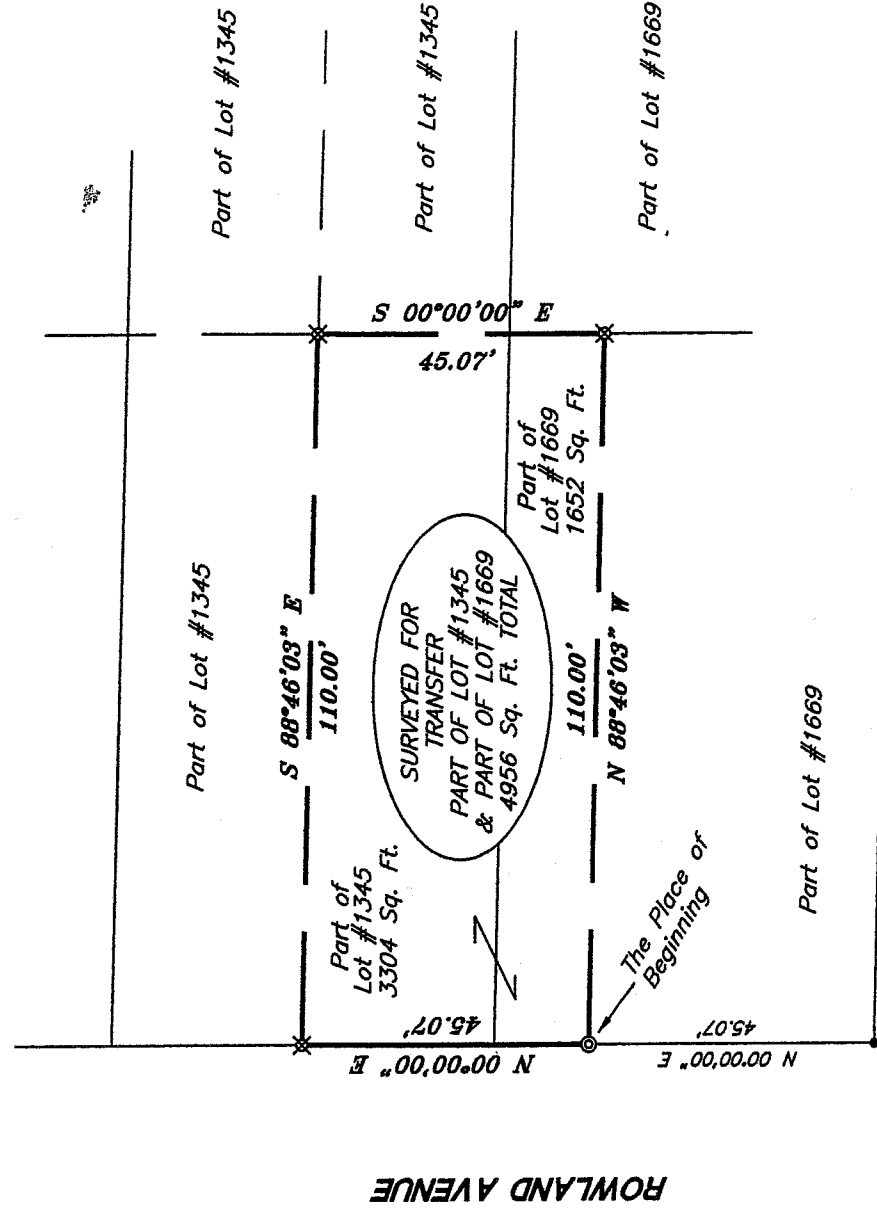 Part of Lot #1345
Part of Lot #1345
Part of Lot #1669
Part of Lot #1345
S 88°46'03" E
110.00'
S 00°00'00" E
45.07'
Part of
Lot #1345
3304 Sq. Ft.
SURVEYED FOR
TRANSFER
PART OF LOT #1345
& PART OF LOT #1669
4956 Sq. Ft. TOTAL
Part of
Lot #1669
1652 Sq. Ft.
110.00'
N 88°46'03" W
45.07'
N 00°00'00" E
The Place of
Beginning
45.07'
N 00°00'00" E
Part of Lot #1669
ROWLAND AVENUE